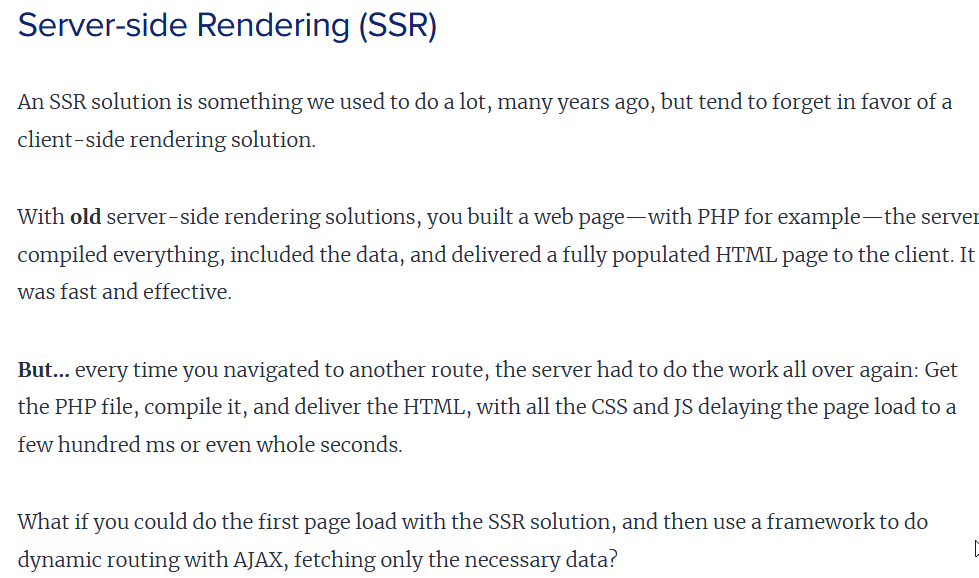 Server-side Rendering (SSR)
An SSR solution is something we used to do a lot, many years ago, but tend to forget in favor of a
client-side rendering solution.
With old server-side rendering solutions, you built a web page—with PHP for example—the server
compiled everything, included the data, and delivered a fully populated HTML page to the client. It
was fast and effective.
But... every time you navigated to another route, the server had to do the work all over again: Get
the PHP file, compile it, and deliver the HTML, with all the CSS and JS delaying the page load to a
few hundred ms or even whole seconds.
What if you could do the first page load with the SSR solution, and then use a framework to do
dynamic routing with AJAX, fetching only the necessary data?